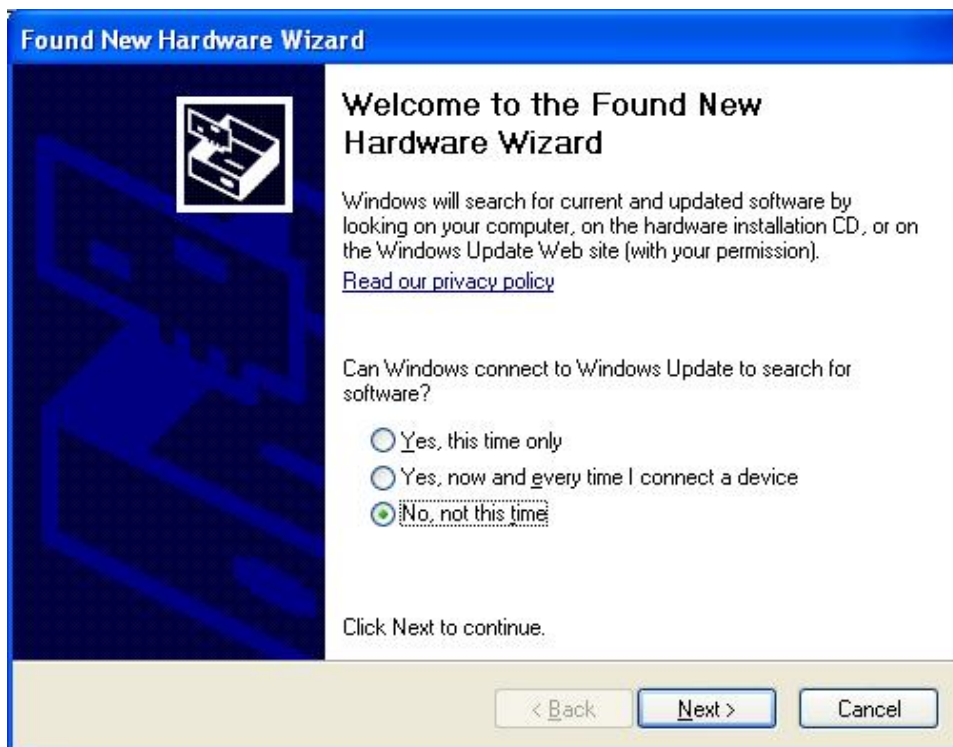 Found New Hardware Wizard
Welcome to the Found New
Hardware Wizard
Windows will search for current and updated software by
looking on your computer, on the hardware installation CD, or on
the Windows Update Web site (with your permission).
Read our privacy policy
Can Windows connect to Windows Update to search for
software?
Yes, this time only
Yes, now and every time I connect a device
No, not this time
Click Next to continue.
< Back
Next >
Cancel